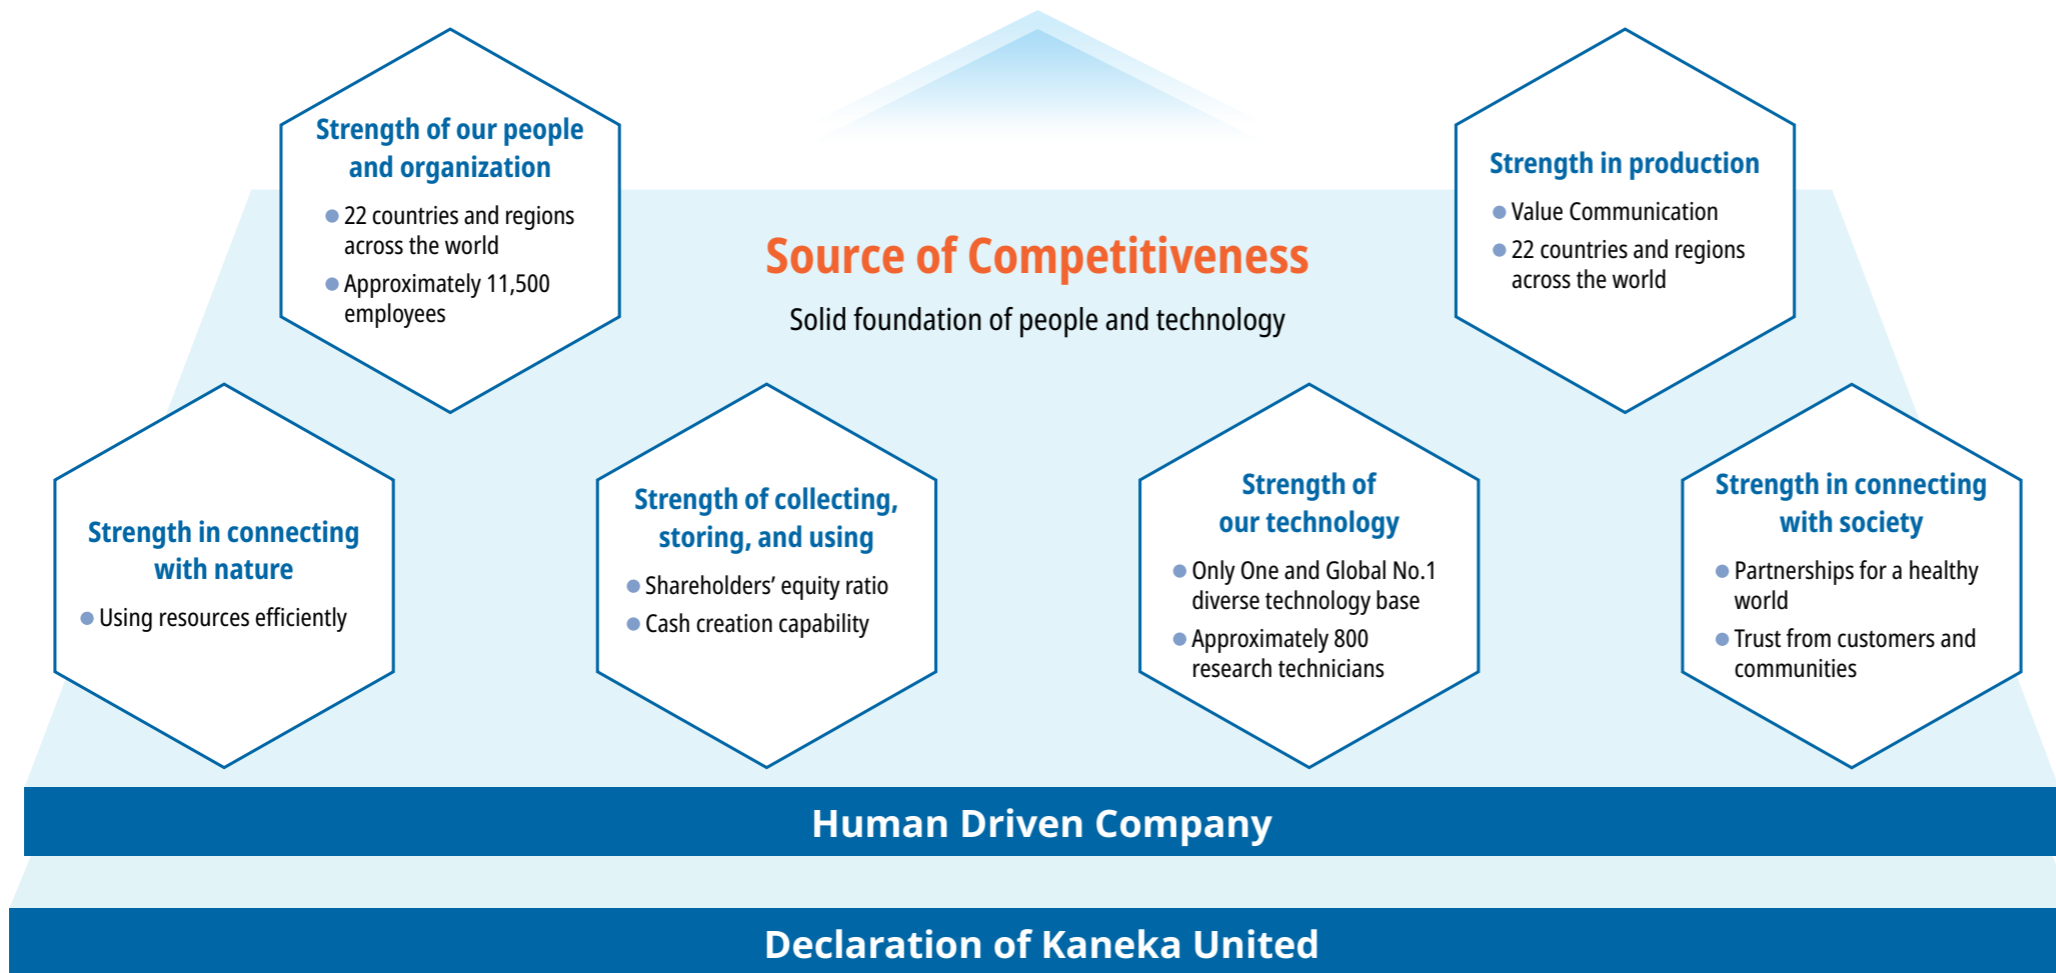 Strength of our people
and organization
● 22 countries and regions
across the world
● Approximately 11,500
employees
Source of Competitiveness
Solid foundation of people and technology
Strength in production
● Value Communication
● 22 countries and regions
across the world
Strength in connecting
with nature
● Using resources efficiently
Strength of collecting,
storing, and using
● Shareholders’ equity ratio
● Cash creation capability
Strength of
our technology
● Only One and Global No.1
diverse technology base
● Approximately 800
research technicians
Strength in connecting
with society
● Partnerships for a healthy
world
● Trust from customers and
communities
Human Driven Company
Declaration of Kaneka United